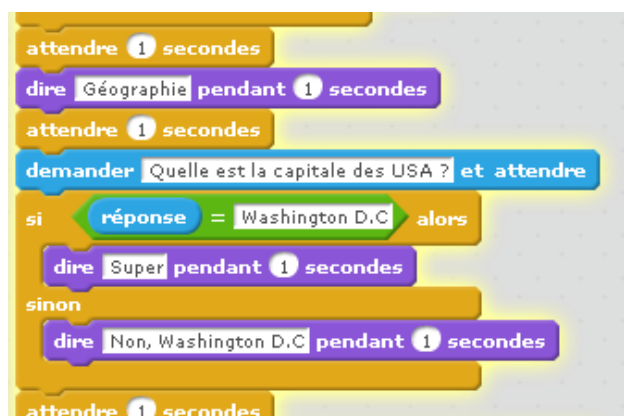 attendre 1 secondes
dire Géographie pendant 1 secondes
attendre 1 secondes
demander Quelle est la capitale des USA ? et attendre
si réponse = Washington D.C alors
dire Super pendant 1 secondes
sinon
dire Non, Washington D.C pendant 1 secondes
attendre 1 secondes